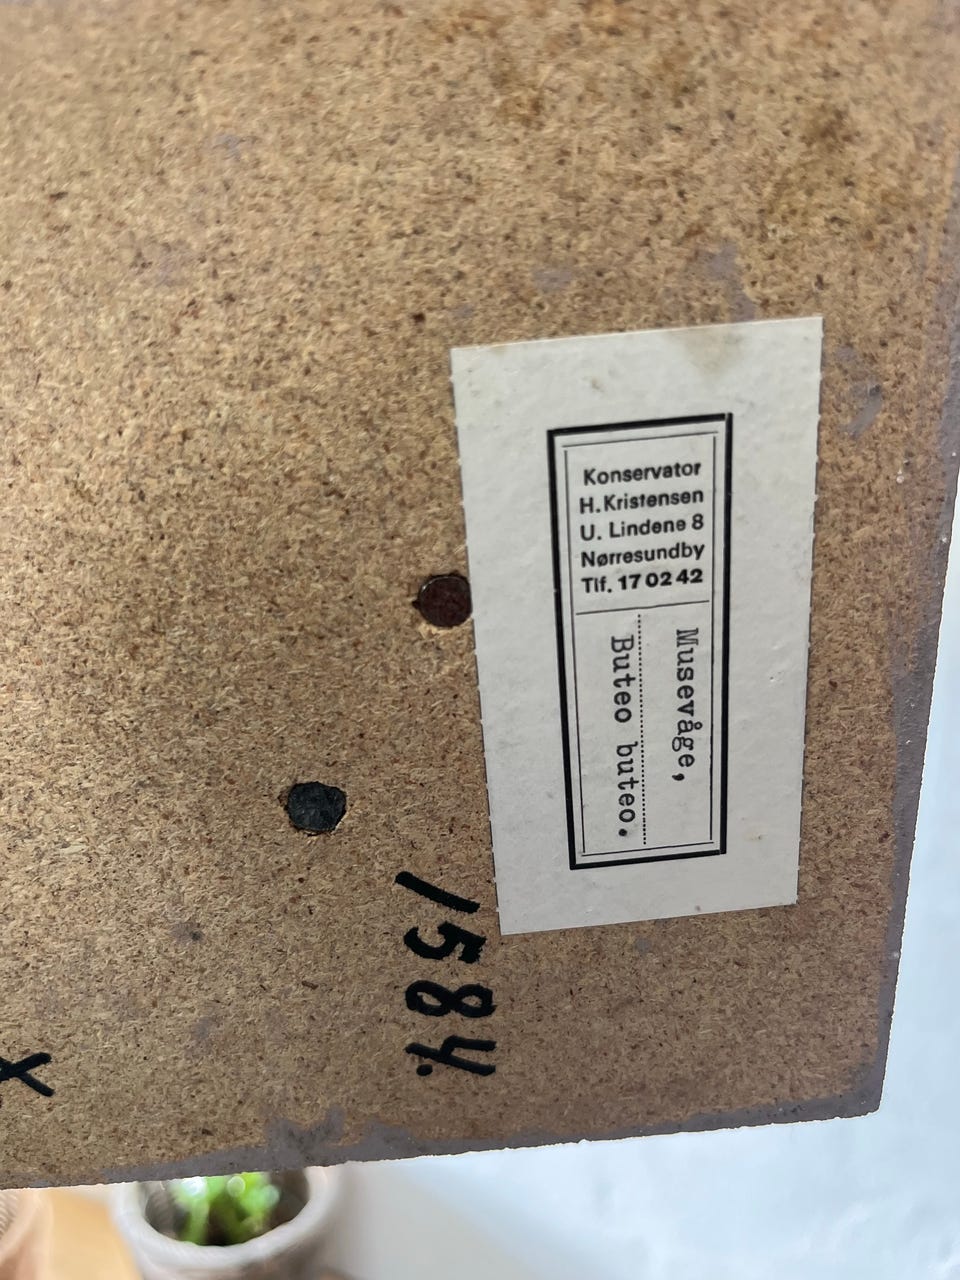 Konservator
H. Kristensen
U. Lindene 8
Nørresundby
Tlf. 17 02 42
Musevåge,
Buteo buteo.
1584.
x